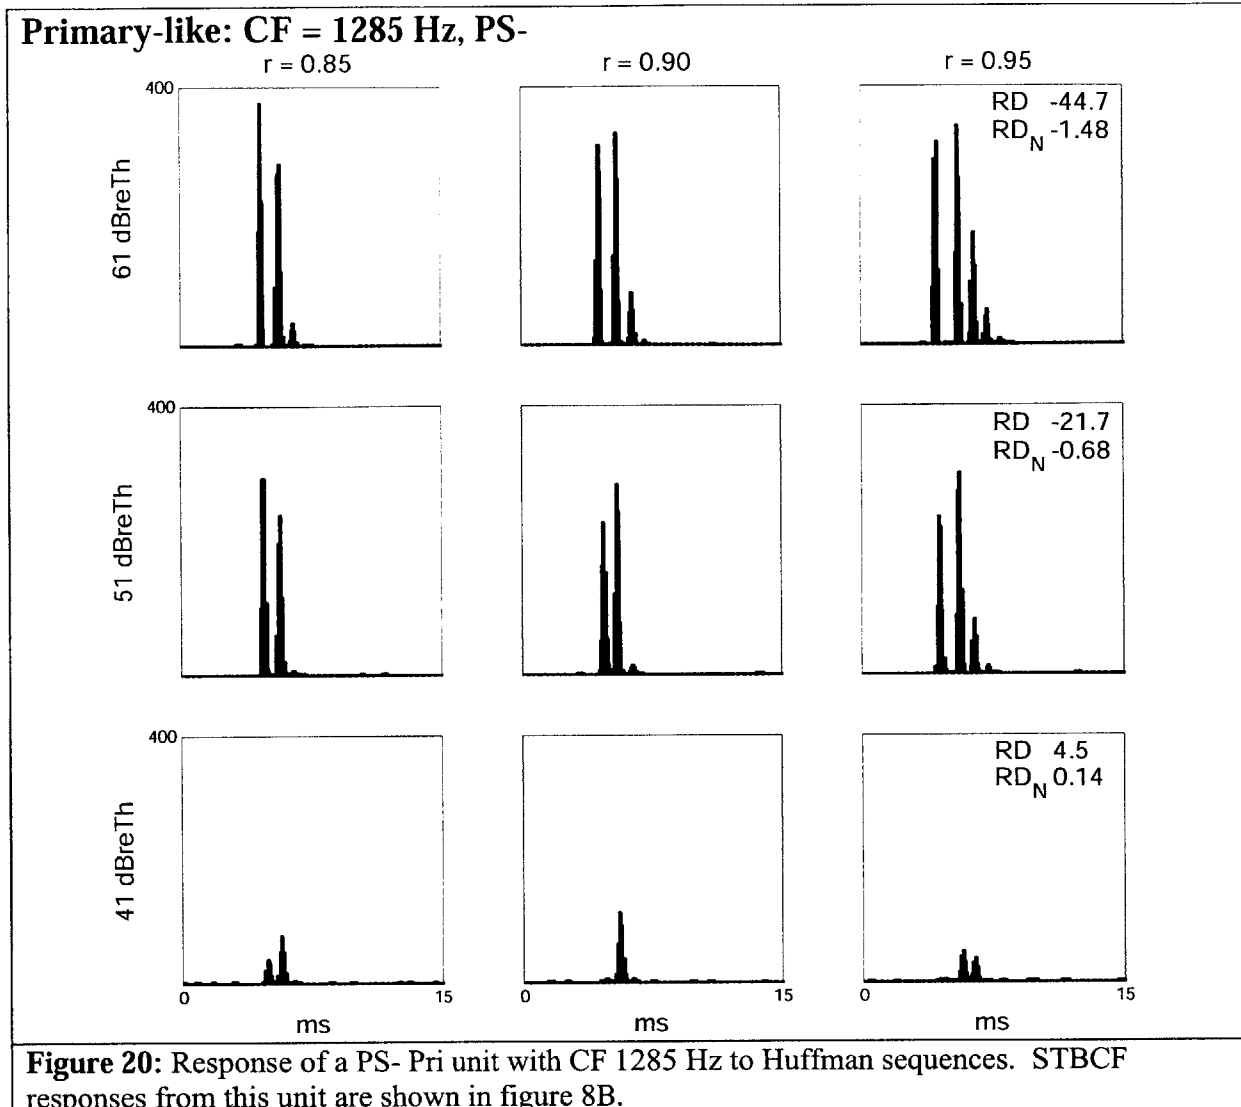 Primary-like: CF = 1285 Hz, PS-
r = 0.85
r = 0.90
r = 0.95
400
61 dBreTh
RD -44.7
RD_N -1.48
400
51 dBreTh
RD -21.7
RD_N -0.68
400
41 dBreTh
RD 4.5
RD_N 0.14
0
15
0
15
0
15
ms
ms
ms
Figure 20: Response of a PS- Pri unit with CF 1285 Hz to Huffman sequences. STBCF
responses from this unit are shown in figure 8B.